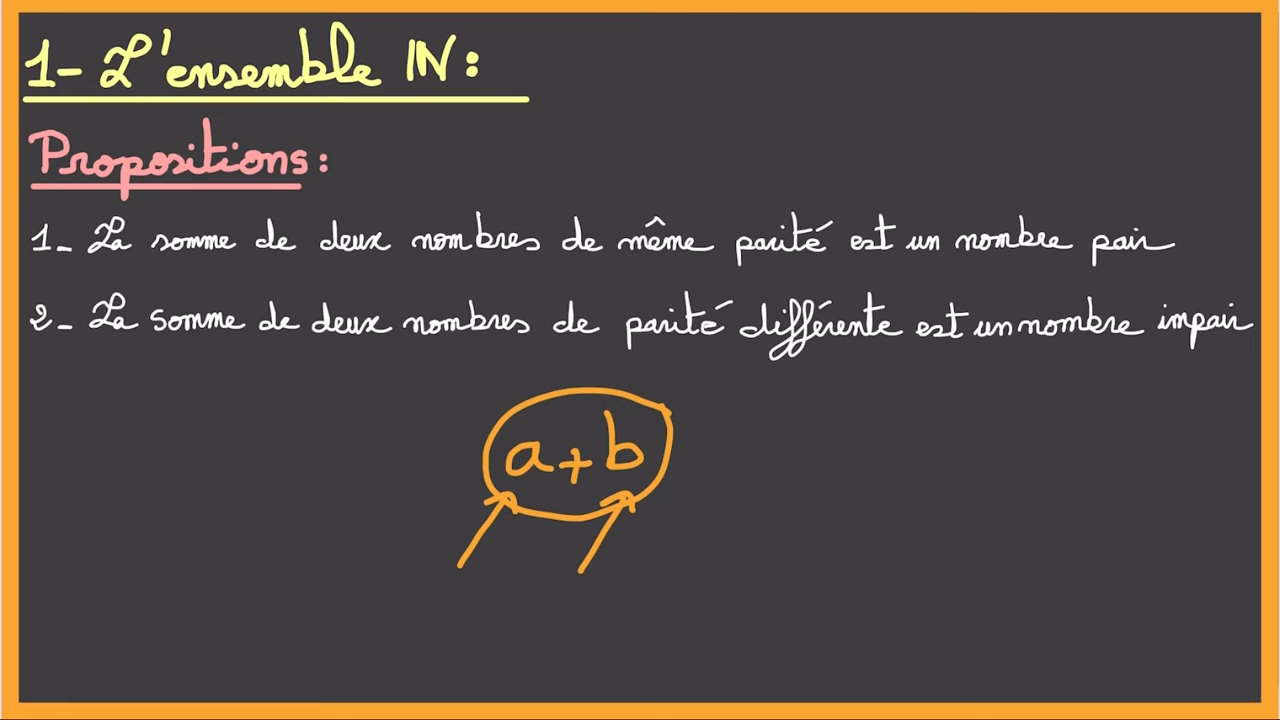 1- L'ensemble IN:
Propositions:
1- La somme de deux nombres de même parité est un nombre pair
2- La somme de deux nombres de parité différente est un nombre impair
a+b